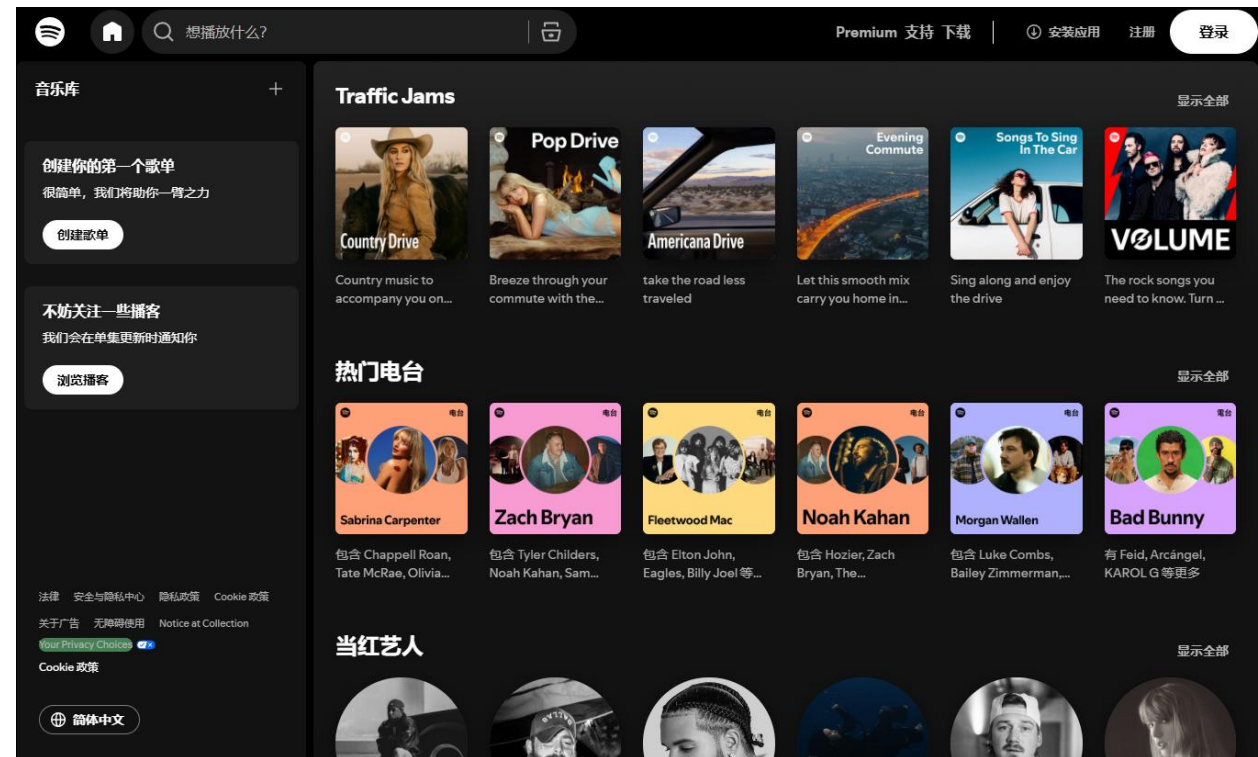 想播放什么?
Premium 支持 下载
安装应用
注册
登录
音乐库
创建你的第一个歌单
很简单，我们将助你一臂之力
创建歌单
不妨关注一些播客
我们会在单集更新时通知你
浏览播客
法律 安全与隐私中心 隐私政策 Cookie 政策
关于广告 无障碍使用 Notice at Collection
Your Privacy Choices
Cookie 政策
简体中文
Traffic Jams
显示全部
Country Drive
Country music to
accompany you on...
Pop Drive
Breeze through your
commute with the...
Americana Drive
take the road less
traveled
Evening
Commute
Let this smooth mix
carry you home in...
Songs To Sing
In The Car
Sing along and enjoy
the drive
VØLUME
The rock songs you
need to know. Turn ...
热门电台
显示全部
电台
Sabrina Carpenter
包含 Chappell Roan,
Tate McRae, Olivia...
电台
Zach Bryan
包含 Tyler Childers,
Noah Kahan, Sam...
电台
Fleetwood Mac
包含 Elton John,
Eagles, Billy Joel 等...
电台
Noah Kahan
包含 Hozier, Zach
Bryan, The...
电台
Morgan Wallen
包含 Luke Combs,
Bailey Zimmerman,...
電台
Bad Bunny
有 Feid, Arcángel,
KAROL G 等更多
当红艺人
显示全部